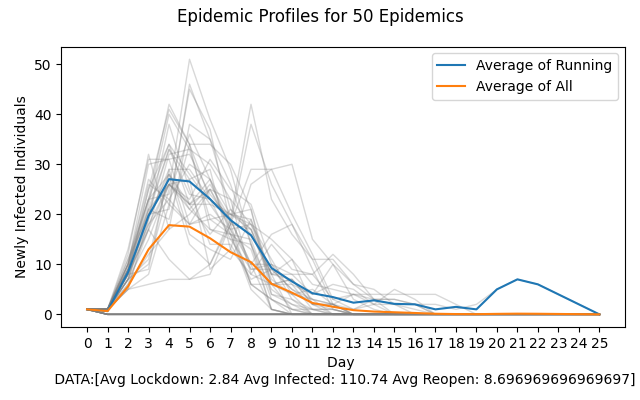 Epidemic Profiles for 50 Epidemics
Average of Running
Average of All
Newly Infected Individuals
50
40
30
20
10
0
0 1 2 3 4 5 6 7 8 9 10 11 12 13 14 15 16 17 18 19 20 21 22 23 24 25
Day
DATA:[Avg Lockdown: 2.84 Avg Infected: 110.74 Avg Reopen: 8.696969696969697]